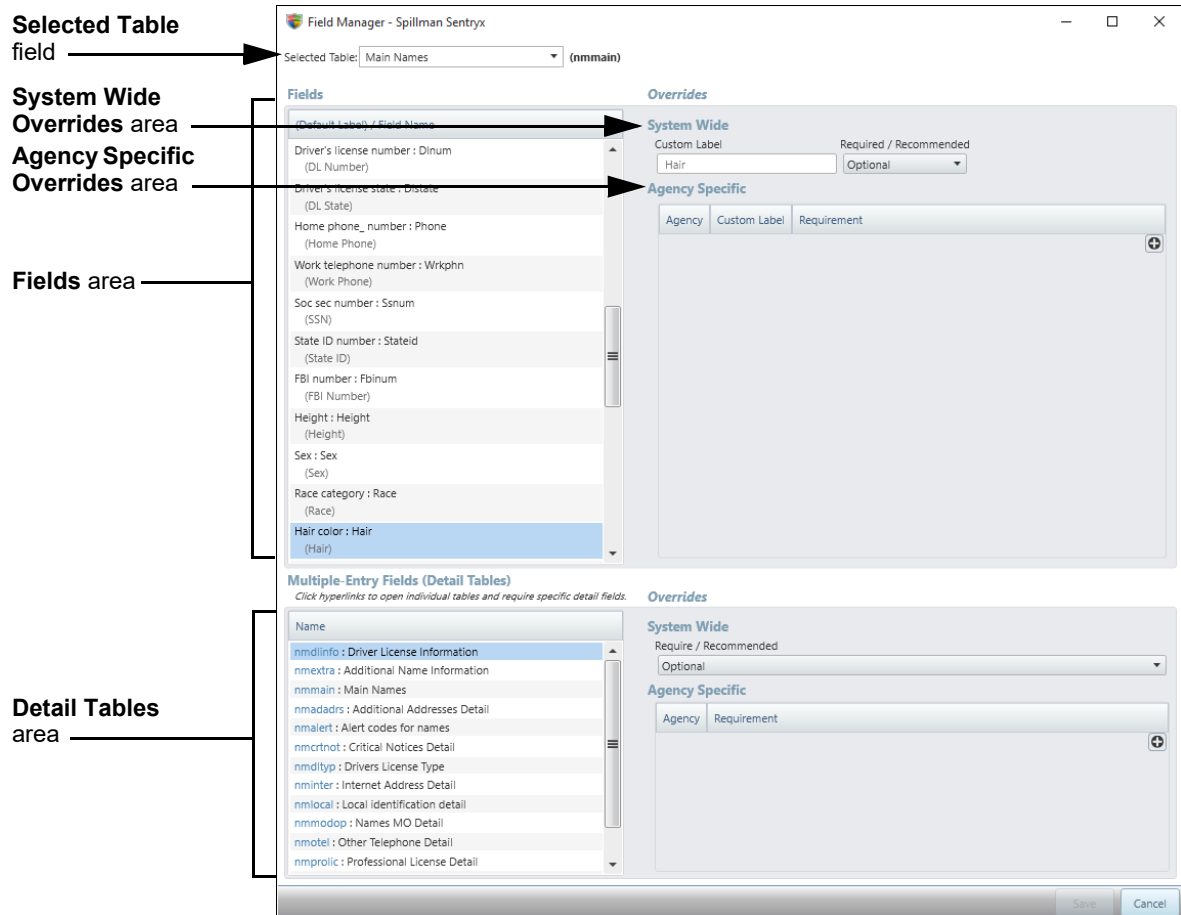 Selected Table
field
System Wide
Overrides area
Agency Specific
Overrides area
Fields area
Detail Tables
area
Field Manager - Spillman Sentryx
Selected Table: Main Names (nmmain)
Fields
(Default Label) / Field Name
Driver's license number : Dlnum
(DL Number)
Driver's license state : Dlstate
(DL State)
Home phone_ number : Phone
(Home Phone)
Work telephone number : Wrkphn
(Work Phone)
Soc sec number : Ssnum
(SSN)
State ID number : Stateid
(State ID)
FBI number : Fbinum
(FBI Number)
Height : Height
(Height)
Sex : Sex
(Sex)
Race category : Race
(Race)
Hair color : Hair
(Hair)
Overrides
System Wide
Custom Label Required / Recommended
Hair Optional
Agency Specific
Agency Custom Label Requirement
Multiple-Entry Fields (Detail Tables)
Click hyperlinks to open individual tables and require specific detail fields.
Name
nmdlinfo : Driver License Information
nmextra : Additional Name Information
nmmain : Main Names
nmadadrs : Additional Addresses Detail
nmalert : Alert codes for names
nmcrtnot : Critical Notices Detail
nmdltyp : Drivers License Type
nminter : Internet Address Detail
nmlocal : Local identification detail
nmmodop : Names MO Detail
nmotel : Other Telephone Detail
nmprolic : Professional License Detail
Overrides
System Wide
Require / Recommended
Optional
Agency Specific
Agency Requirement
Save Cancel